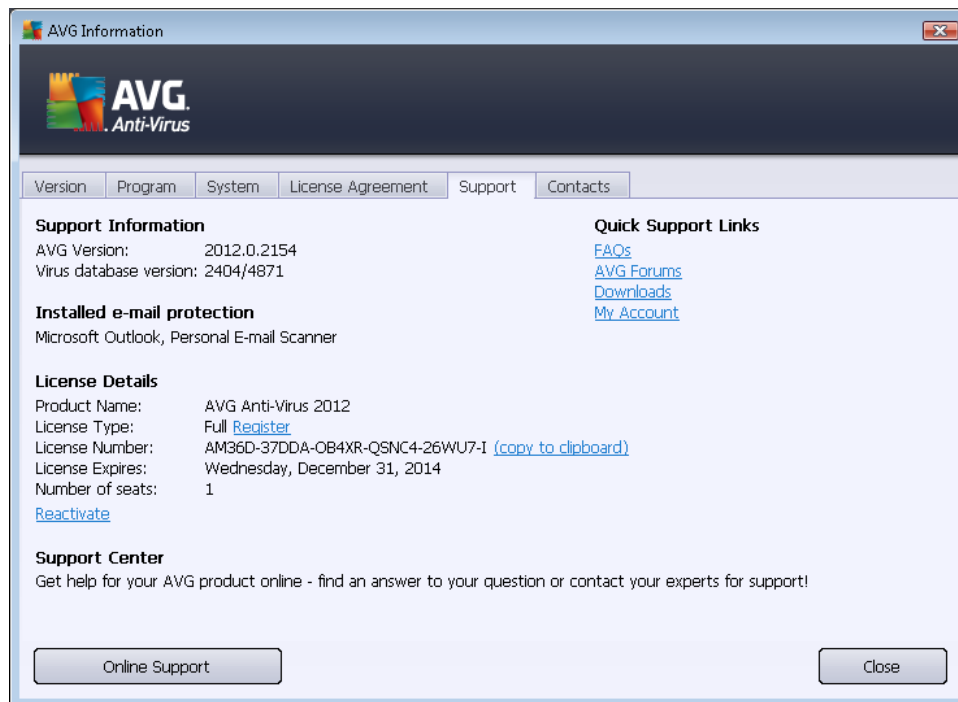 AVG Information
AVG.
Anti-Virus
Version Program System License Agreement Support Contacts
Support Information
AVG Version: 2012.0.2154
Virus database version: 2404/4871
Installed e-mail protection
Microsoft Outlook, Personal E-mail Scanner
License Details
Product Name: AVG Anti-Virus 2012
License Type: Full Register
License Number: AM36D-37DDA-OB4XR-QSNC4-26WU7-I (copy to clipboard)
License Expires: Wednesday, December 31, 2014
Number of seats: 1
Reactivate
Support Center
Get help for your AVG product online - find an answer to your question or contact your experts for support!
Quick Support Links
FAQs
AVG Forums
Downloads
My Account
Online Support
Close